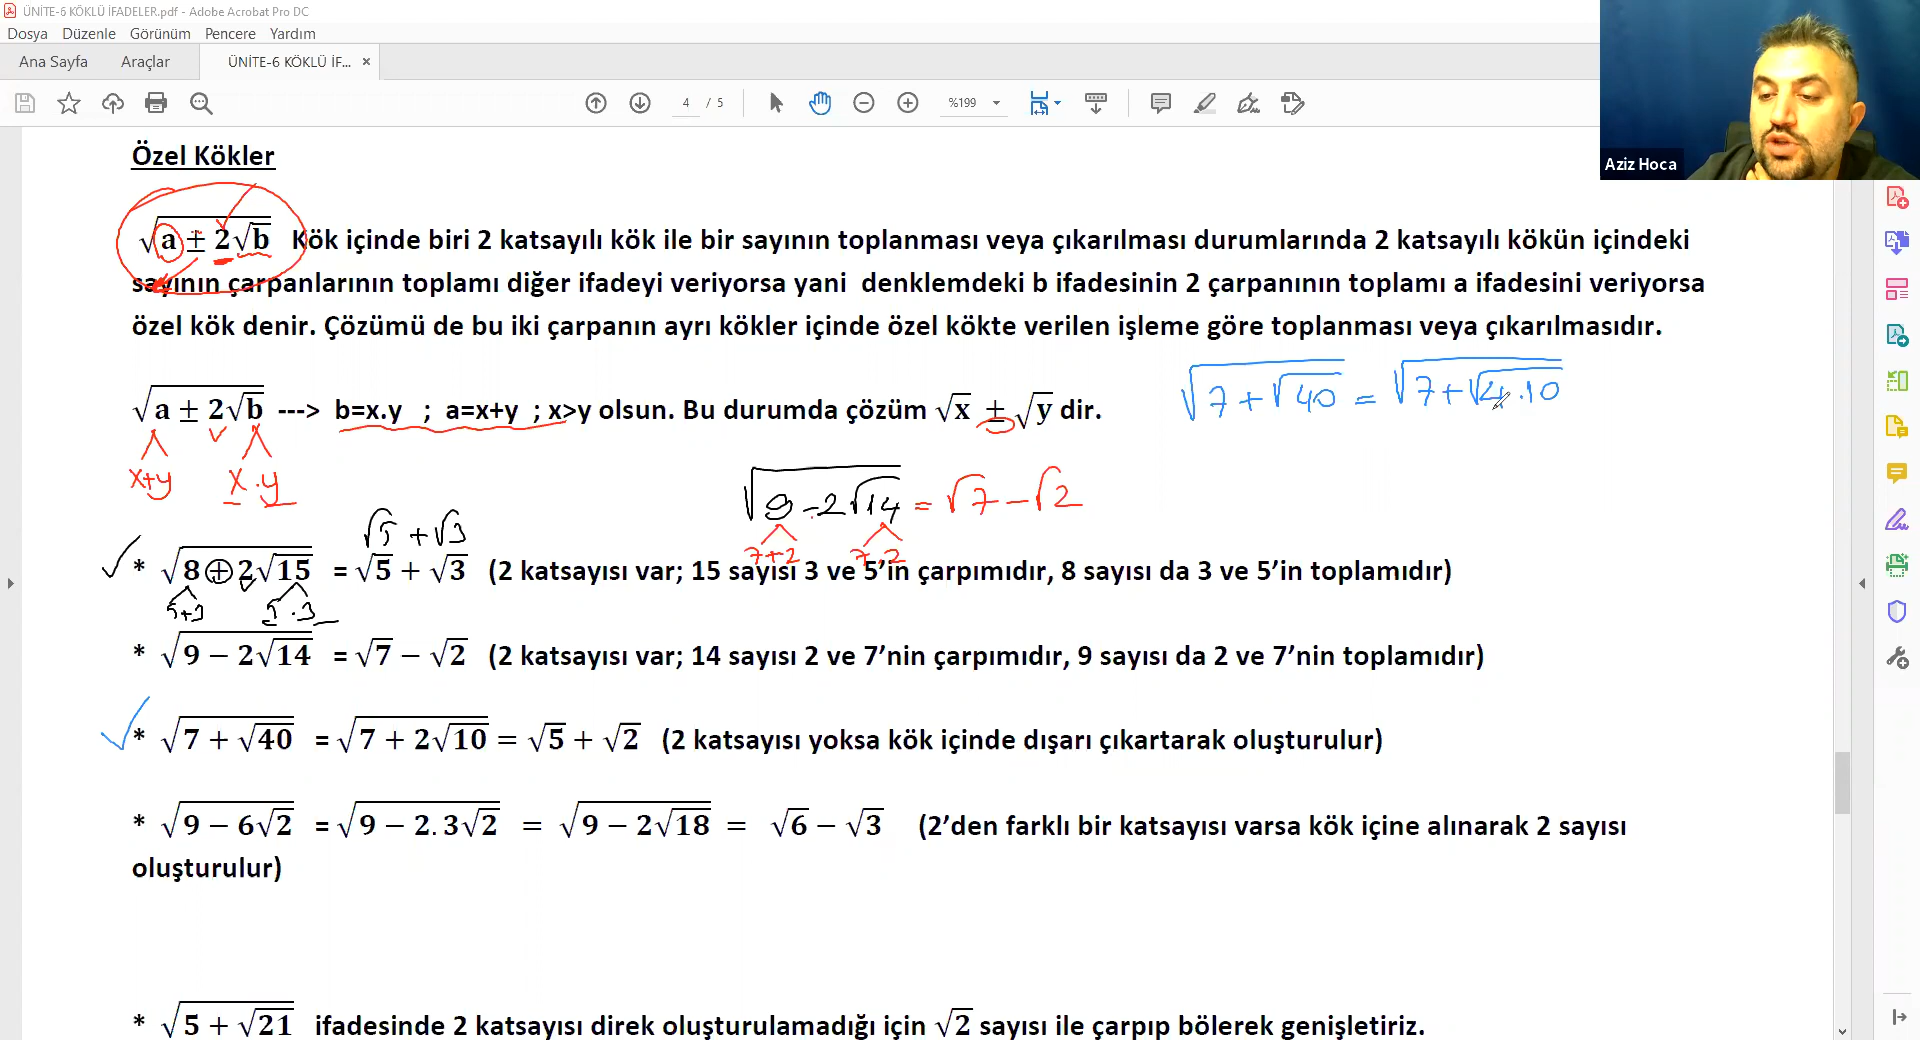 ÜNİTE-6 KÖKLÜ İFADELER.pdf - Adobe Acrobat Pro DC
Dosya Düzenle Görünüm Pencere Yardım
Ana Sayfa Araçlar ÜNİTE-6 KÖKLÜ İF... ×
4 / 5 %199
Aziz Hoca
Özel Kökler
√(a ± 2√b) Kök içinde biri 2 katsayılı kök ile bir sayının toplanması veya çıkarılması durumlarında 2 katsayılı kökün içindeki
sayının çarpanlarının toplamı diğer ifadeyi veriyorsa yani denklemdeki b ifadesinin 2 çarpanının toplamı a ifadesini veriyorsa
özel kök denir. Çözümü de bu iki çarpanın ayrı kökler içinde özel kökte verilen işleme göre toplanması veya çıkarılmasıdır.
√(7+√40) = √(7+√(4.10))
√(a ± 2√b) ---> b=x.y ; a=x+y ; x>y olsun. Bu durumda çözüm √x ± √y dir.
x+y x.y
√(9-2√14) = √7 - √2
7+2 7.2
√5 + √3
* √(8 + 2√15) = √5 + √3 (2 katsayısı var; 15 sayısı 3 ve 5’in çarpımıdır, 8 sayısı da 3 ve 5’in toplamıdır)
5+3 5.3
* √(9 − 2√14) = √7 − √2 (2 katsayısı var; 14 sayısı 2 ve 7’nin çarpımıdır, 9 sayısı da 2 ve 7’nin toplamıdır)
* √(7 + √40) = √(7 + 2√10) = √5 + √2 (2 katsayısı yoksa kök içinde dışarı çıkartarak oluşturulur)
* √(9 − 6√2) = √(9 − 2.3√2) = √(9 − 2√18) = √6 − √3 (2’den farklı bir katsayısı varsa kök içine alınarak 2 sayısı
oluşturulur)
* √(5 + √21) ifadesinde 2 katsayısı direk oluşturulamadığı için √2 sayısı ile çarpıp bölerek genişletiriz.